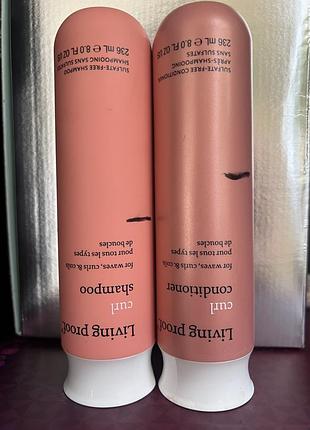 Living proof.
curl
conditioner
for waves, curls & coils
pour tous les types
de boucles
SULFATE-FREE CONDITIONER
APRÈS-SHAMPOOING
SANS SULFATES
236 mL ℮ 8.0 FL OZ US
Living proof.
curl
shampoo
for waves, curls & coils
pour tous les types
de boucles
SULFATE-FREE SHAMPOO
SHAMPOOING SANS SULFATES
236 mL ℮ 8.0 FL OZ US